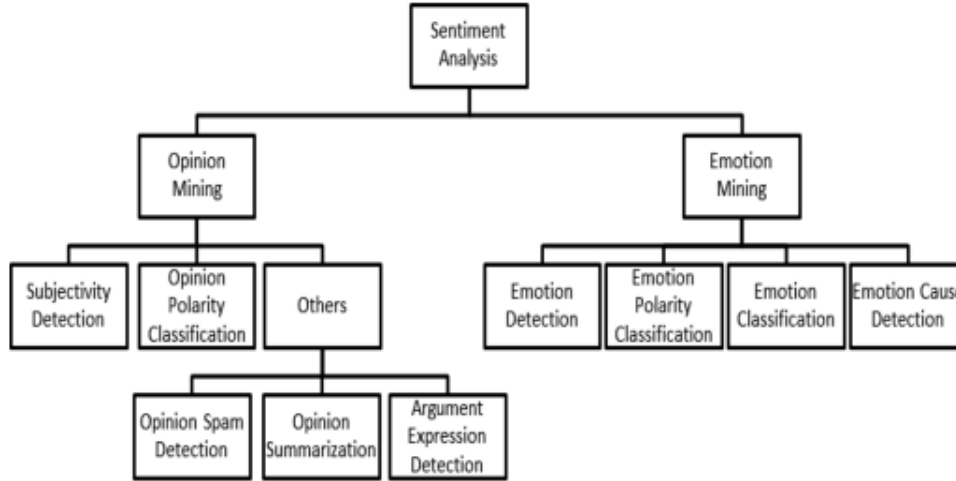 Sentiment
Analysis
Opinion
Mining
Emotion
Mining
Subjectivity
Detection
Opinion
Polarity
Classification
Others
Emotion
Detection
Emotion
Polarity
Classification
Emotion
Classification
Emotion Cause
Detection
Opinion Spam
Detection
Opinion
Summarization
Argument
Expression
Detection